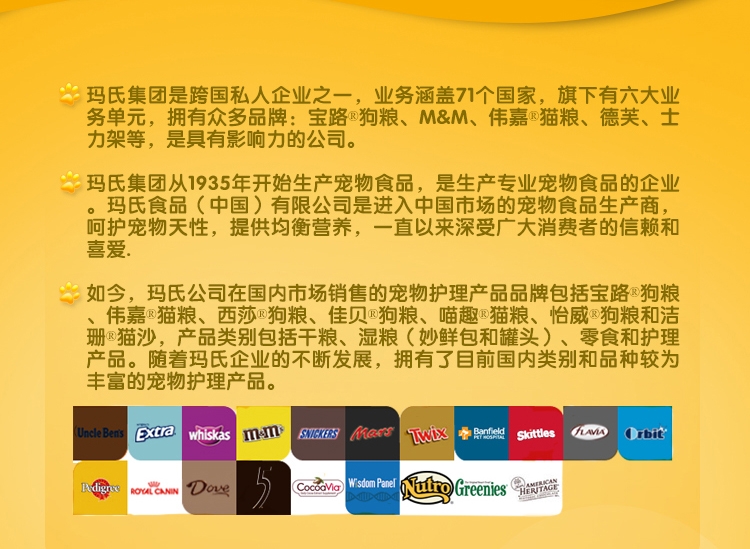 玛氏集团是跨国私人企业之一，业务涵盖71个国家，旗下有六大业
务单元，拥有众多品牌：宝路®狗粮、M&M、伟嘉®猫粮、德芙、士
力架等，是具有影响力的公司。
玛氏集团从1935年开始生产宠物食品，是生产专业宠物食品的企业
。玛氏食品（中国）有限公司是进入中国市场的宠物食品生产商，
呵护宠物天性，提供均衡营养，一直以来深受广大消费者的信赖和
喜爱.
如今，玛氏公司在国内市场销售的宠物护理产品品牌包括宝路®狗粮
、伟嘉®猫粮、西莎®狗粮、佳贝®狗粮、喵趣®猫粮、怡威®狗粮和洁
珊®猫沙，产品类别包括干粮、湿粮（妙鲜包和罐头）、零食和护理
产品。随着玛氏企业的不断发展，拥有了目前国内类别和品种较为
丰富的宠物护理产品。
Uncle Ben's Extra whiskas m&m's SNICKERS Mars TWIX Banfield PET HOSPITAL Skittles FLAVIA Orbit
Pedigree ROYAL CANIN Dove 5 CocoaVia Wisdom Panel Nutro Greenies AMERICAN HERITAGE